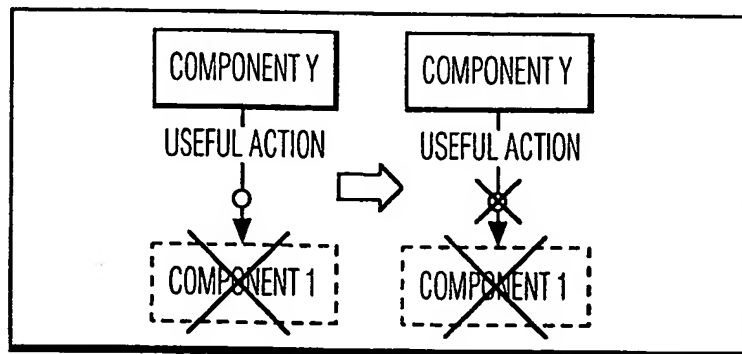 COMPONENT Y
USEFUL ACTION
COMPONENT 1
COMPONENT Y
USEFUL ACTION
COMPONENT 1